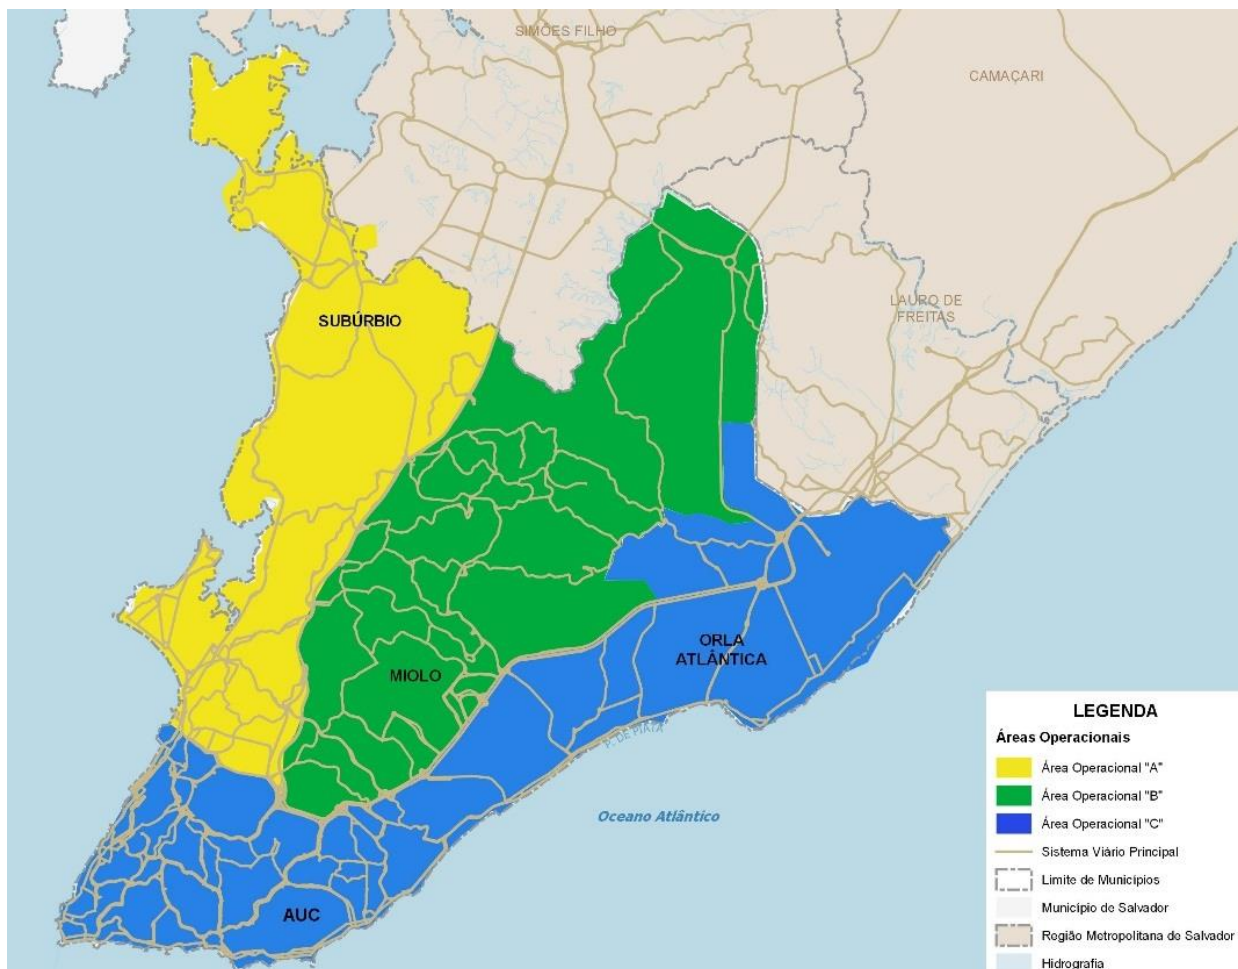 SIMÕES FILHO
CAMAÇARI
SUBÚRBIO
LAURO DE
FREITAS
ORLA
ATLÂNTICA
MIOLO
P. DE PIATÃ
Oceano Atlântico
AUC
LEGENDA
Áreas Operacionais
Área Operacional "A"
Área Operacional "B"
Área Operacional "C"
Sistema Viário Principal
Limite de Municípios
Município de Salvador
Região Metropolitana de Salvador
Hidrografia